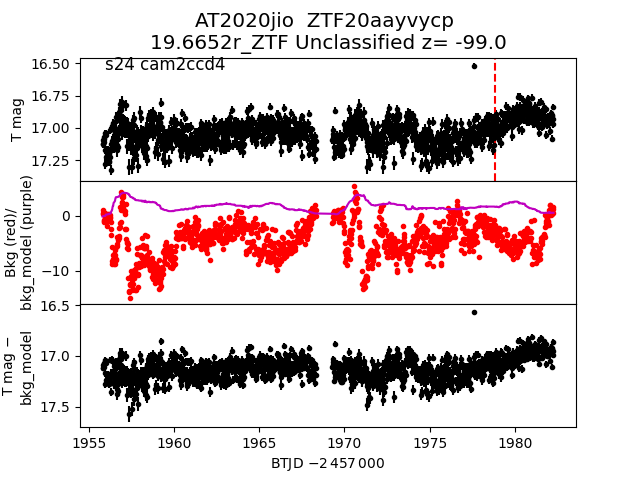 AT2020jio  ZTF20aayvycp
19.6652r_ZTF Unclassified z= -99.0
s24 cam2ccd4
T mag
16.50
16.75
17.00
17.25
Bkg (red)/
bkg_model (purple)
0
−10
T mag −
bkg_model
16.5
17.0
17.5
1955
1960
1965
1970
1975
1980
BTJD −2 457 000